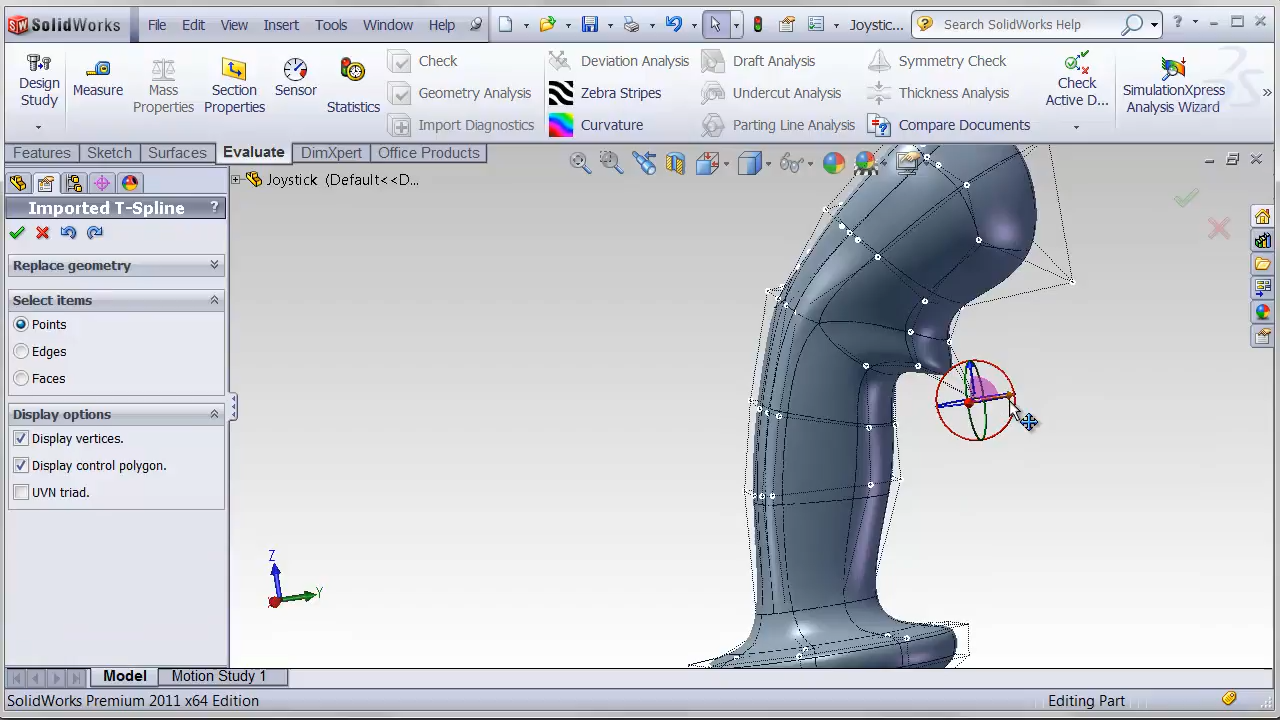 SolidWorks File Edit View Insert Tools Window Help Joystic... Search SolidWorks Help
Design Study
Measure
Mass Properties
Section Properties
Sensor
Statistics
Check
Geometry Analysis
Import Diagnostics
Deviation Analysis
Zebra Stripes
Curvature
Draft Analysis
Undercut Analysis
Parting Line Analysis
Symmetry Check
Thickness Analysis
Compare Documents
Check Active D...
SimulationXpress Analysis Wizard
Features Sketch Surfaces Evaluate DimXpert Office Products
Joystick (Default<<D...
Imported T-Spline ?
Replace geometry
Select items
Points
Edges
Faces
Display options
Display vertices.
Display control polygon.
UVN triad.
Z
Y
Model Motion Study 1
SolidWorks Premium 2011 x64 Edition Editing Part